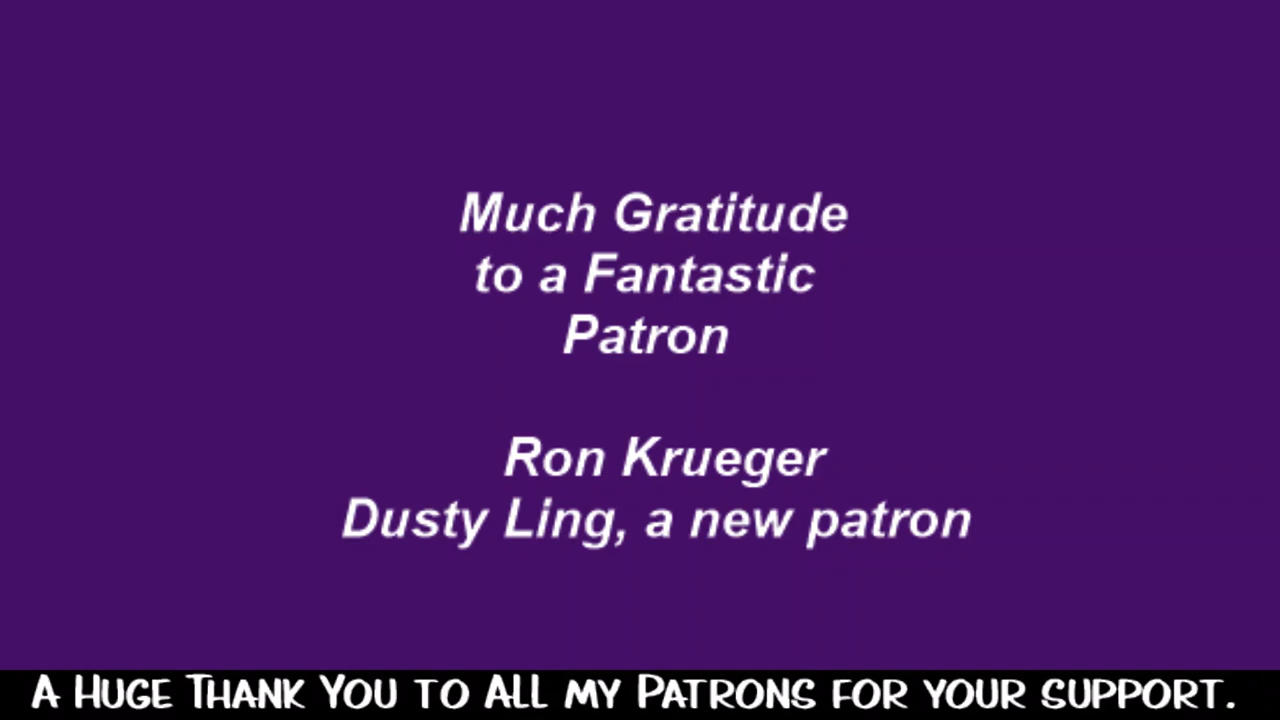 Much Gratitude
to a Fantastic
Patron
Ron Krueger
Dusty Ling, a new patron
A Huge Thank You to All my Patrons for your support.